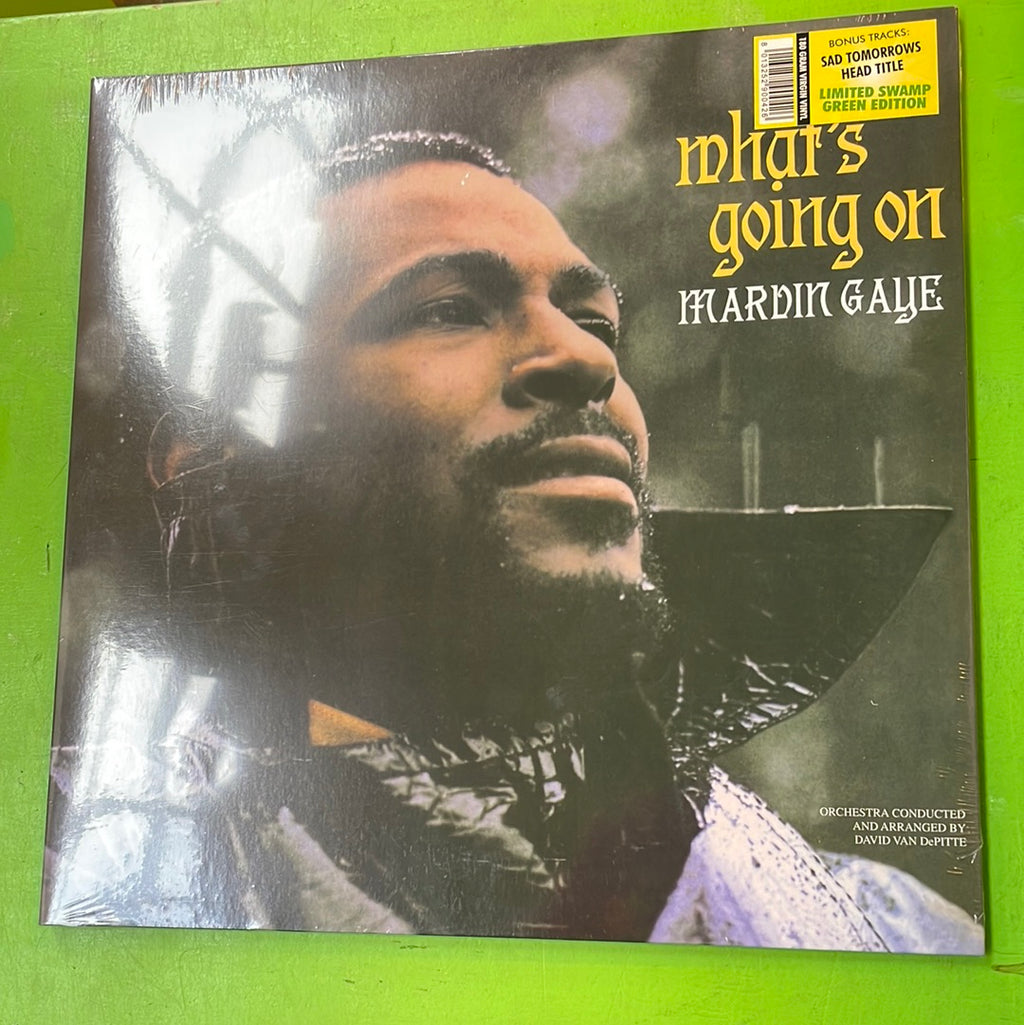 8013252900426
180 GRAM VIRGIN VINYL
BONUS TRACKS:
SAD TOMORROWS
HEAD TITLE
LIMITED SWAMP
GREEN EDITION
what's
going on
MARVIN GAYE
ORCHESTRA CONDUCTED
AND ARRANGED BY
DAVID VAN DePITTE